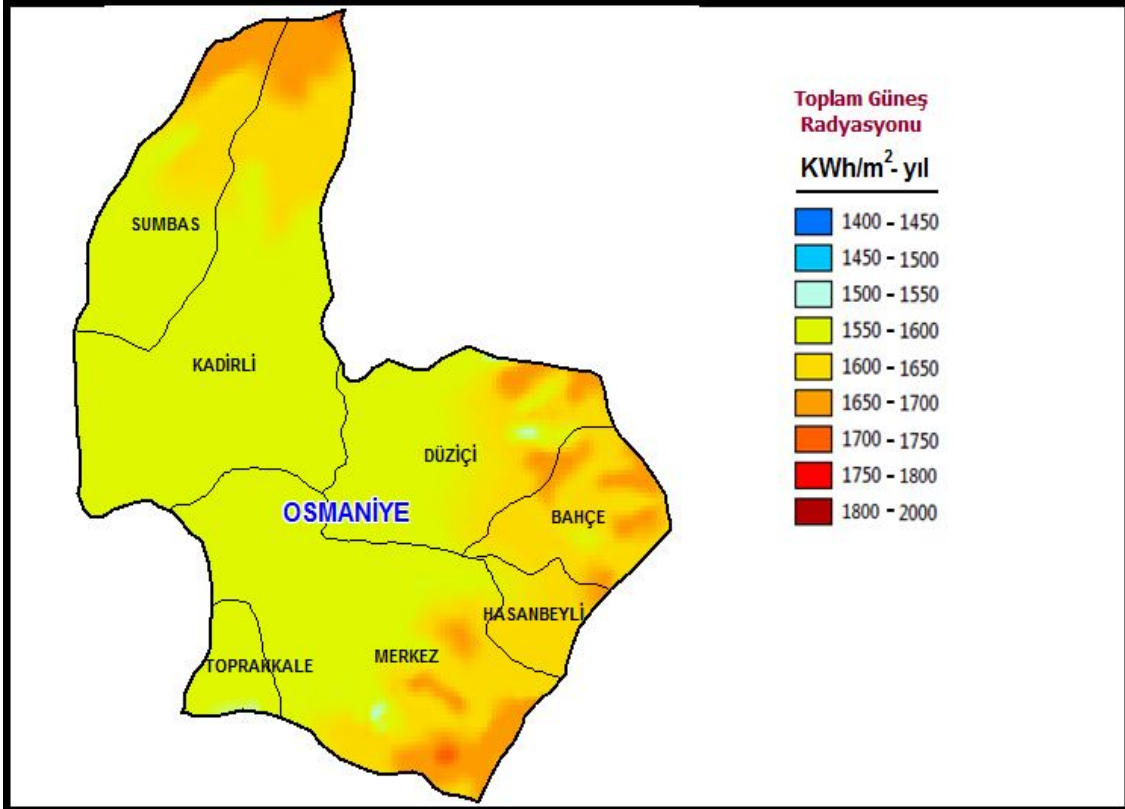 Toplam Güneş
Radyasyonu
KWh/m²- yıl
1400 - 1450
1450 - 1500
1500 - 1550
1550 - 1600
1600 - 1650
1650 - 1700
1700 - 1750
1750 - 1800
1800 - 2000
SUMBAS
KADİRLİ
DÜZİÇİ
OSMANİYE
BAHÇE
HASANBEYLİ
MERKEZ
TOPRAKKALE